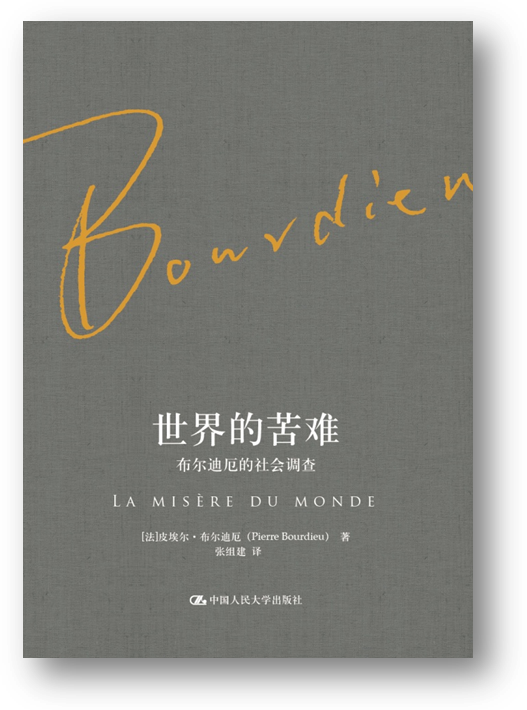 Bourdieu
世界的苦难
布尔迪厄的社会调查
LA MISÈRE DU MONDE
[法]皮埃尔·布尔迪厄（Pierre Bourdieu） 著
张祖建 译
中国人民大学出版社